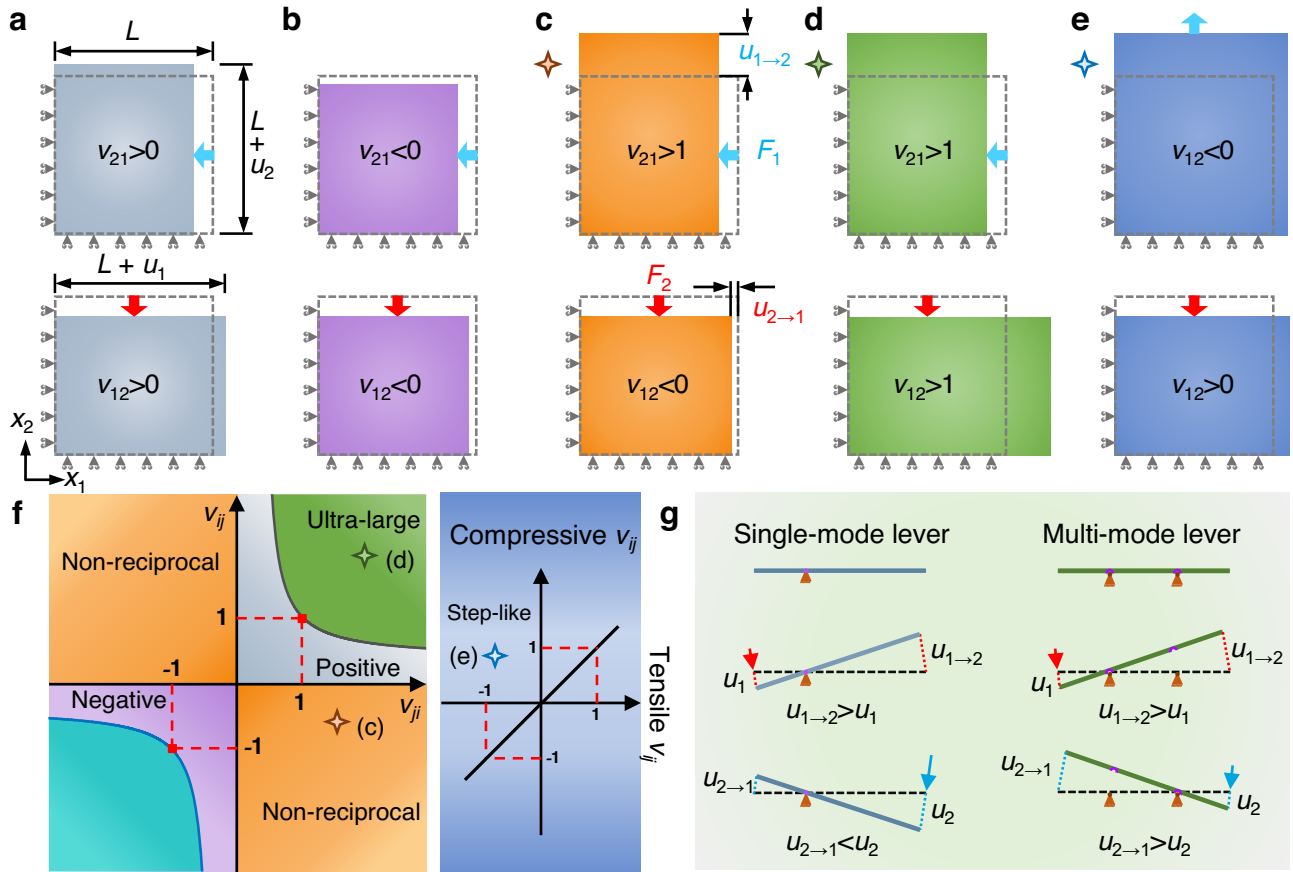 a
L
L + u₂
ν₂₁>0
L + u₁
ν₁₂>0
x₂
x₁
b
ν₂₁<0
ν₁₂<0
c
u₁→₂
ν₂₁>1
F₁
F₂
u₂→₁
ν₁₂<0
d
ν₂₁>1
ν₁₂>1
e
ν₁₂<0
ν₁₂>0
f
νᵢⱼ
Ultra-large
(d)
Non-reciprocal
1
-1
Positive
Negative
1
νⱼᵢ
(c)
-1
Non-reciprocal
Compressive νᵢⱼ
Step-like
1
(e)
-1
1
-1
Tensile νᵢⱼ
g
Single-mode lever
Multi-mode lever
u₁
u₁→₂
u₁→₂>u₁
u₁
u₁→₂
u₁→₂>u₁
u₂→₁
u₂
u₂→₁<u₂
u₂→₁
u₂
u₂→₁>u₂